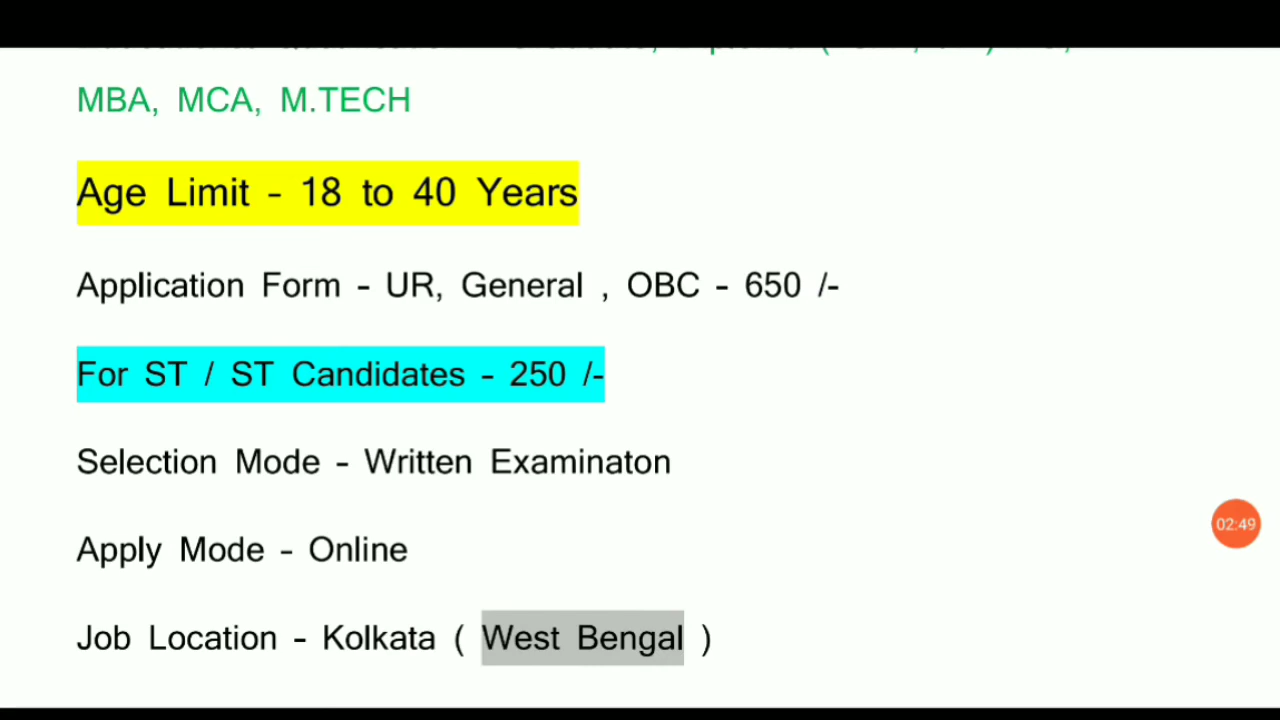 MBA, MCA, M.TECH
Age Limit - 18 to 40 Years
Application Form - UR, General , OBC - 650 /-
For ST / ST Candidates - 250 /-
Selection Mode - Written Examinaton
Apply Mode - Online
02:49
Job Location - Kolkata ( West Bengal )